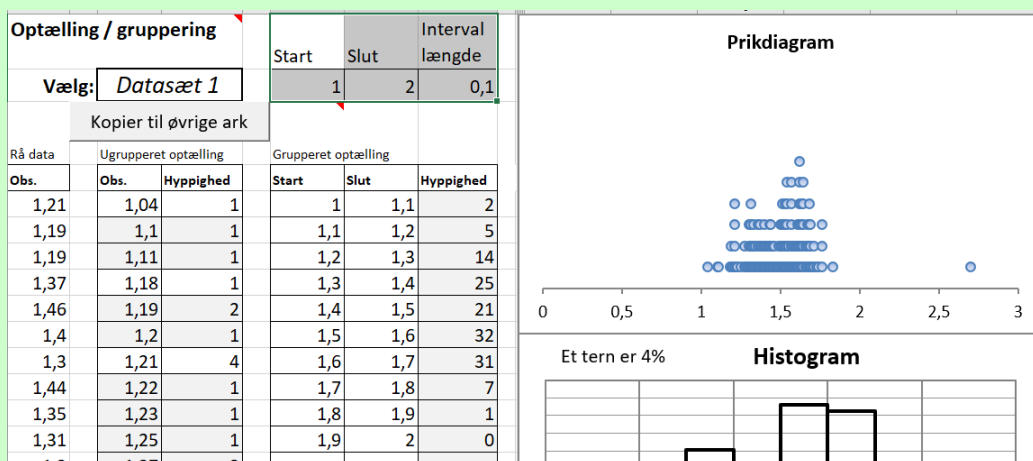 Optælling / gruppering
Start Slut Interval længde
Vælg: Datasæt 1 1 2 0,1
Kopier til øvrige ark
Rå data Ugrupperet optælling Grupperet optælling
Obs. Obs. Hyppighed Start Slut Hyppighed
1,21 1,04 1 1 1,1 2
1,19 1,1 1 1,1 1,2 5
1,19 1,11 1 1,2 1,3 14
1,37 1,18 1 1,3 1,4 25
1,46 1,19 2 1,4 1,5 21
1,4 1,2 1 1,5 1,6 32
1,3 1,21 4 1,6 1,7 31
1,44 1,22 1 1,7 1,8 7
1,35 1,23 1 1,8 1,9 1
1,31 1,25 1 1,9 2 0
Prikdiagram
0 0,5 1 1,5 2 2,5 3
Et tern er 4% Histogram